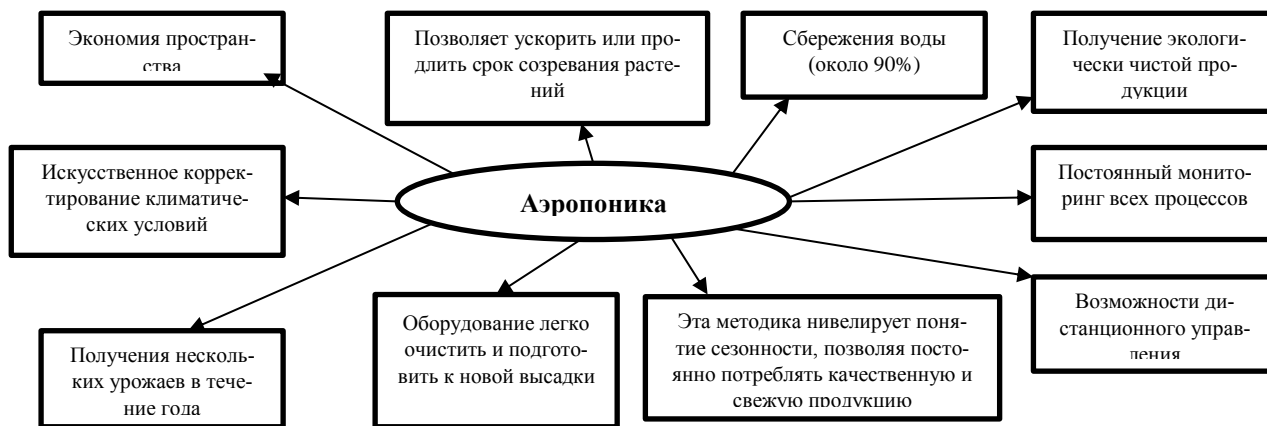 Экономия простран-
ства
Позволяет ускорить или про-
длить срок созревания расте-
ний
Сбережения воды
(около 90%)
Получение экологи-
чески чистой про-
дукции
Искусственное коррек-
тирование климатиче-
ских условий
Аэропоника
Постоянный монито-
ринг всех процессов
Получения несколь-
ких урожаев в тече-
ние года
Оборудование легко
очистить и подгото-
вить к новой высадки
Эта методика нивелирует поня-
тие сезонности, позволяя посто-
янно потреблять качественную и
свежую продукцию
Возможности ди-
станционного управ-
ления